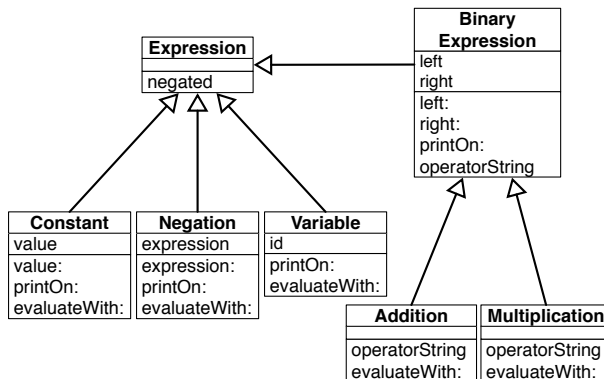 Expression
negated
Binary
Expression
left
right
left:
right:
printOn:
operatorString
Constant
value
value:
printOn:
evaluateWith:
Negation
expression
expression:
printOn:
evaluateWith:
Variable
id
printOn:
evaluateWith:
Addition
operatorString
evaluateWith:
Multiplication
operatorString
evaluateWith: